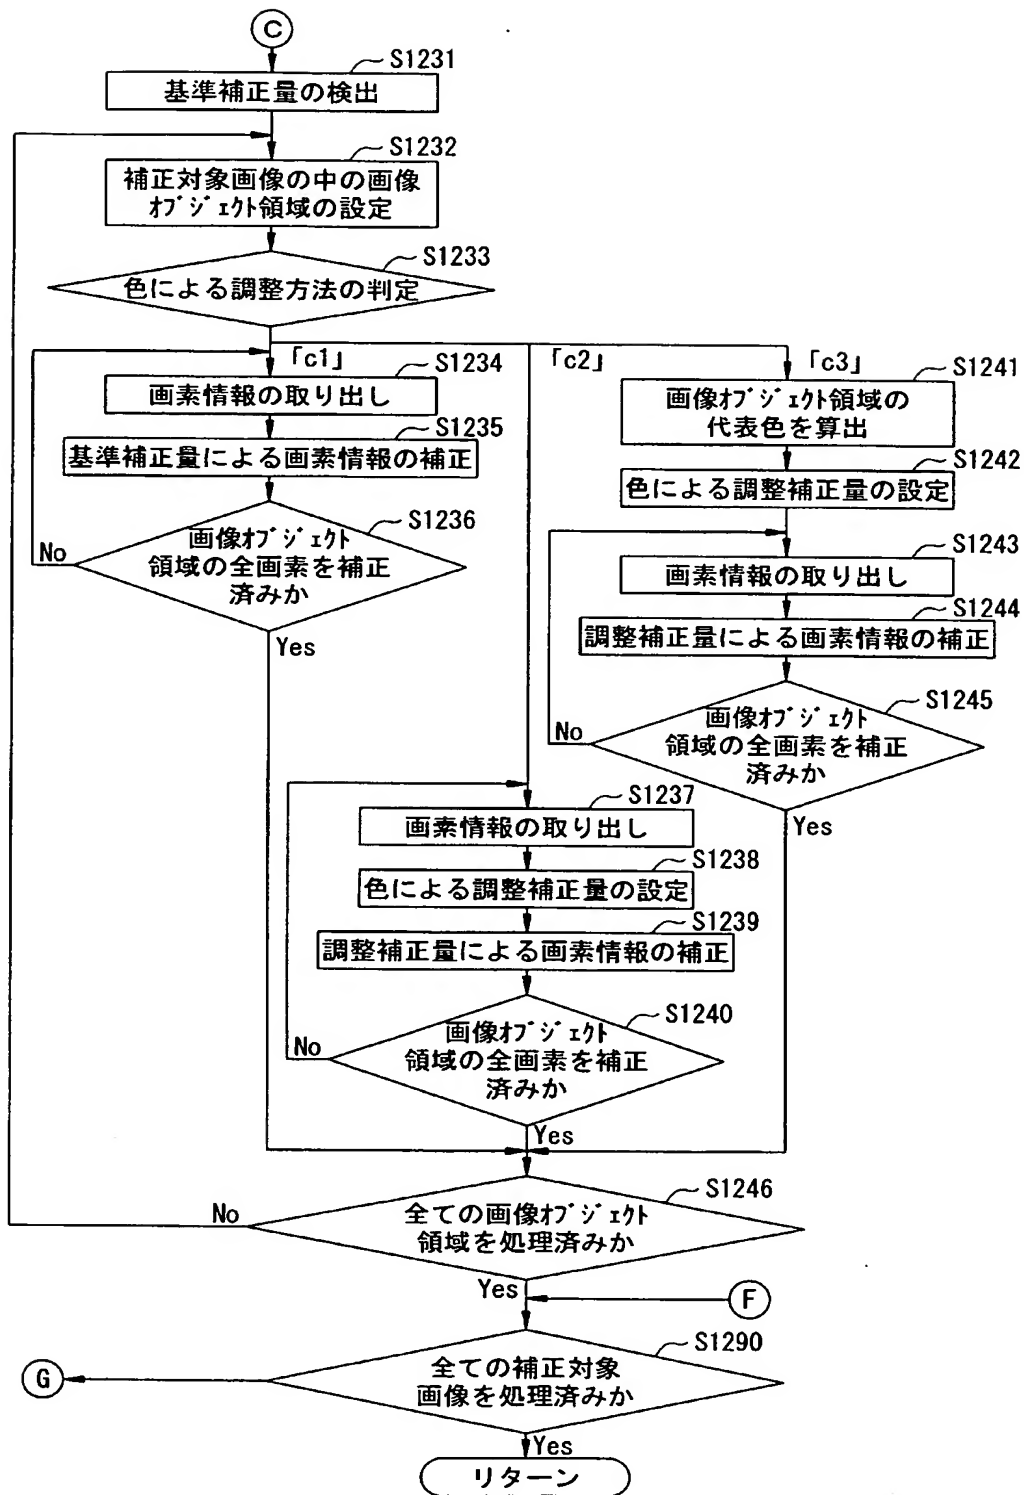 C
S1231
基準補正量の検出
S1232
補正対象画像の中の画像
オブジェクト領域の設定
S1233
色による調整方法の判定
「c1」
S1234
画素情報の取り出し
S1235
基準補正量による画素情報の補正
S1236
画像オブジェクト
領域の全画素を補正
済みか
No
Yes
「c2」
S1237
画素情報の取り出し
S1238
色による調整補正量の設定
S1239
調整補正量による画素情報の補正
S1240
画像オブジェクト
領域の全画素を補正
済みか
No
Yes
「c3」
S1241
画像オブジェクト領域の
代表色を算出
S1242
色による調整補正量の設定
S1243
画素情報の取り出し
S1244
調整補正量による画素情報の補正
S1245
画像オブジェクト
領域の全画素を補正
済みか
No
Yes
S1246
全ての画像オブジェクト
領域を処理済みか
No
Yes
F
S1290
全ての補正対象
画像を処理済みか
G
Yes
リターン